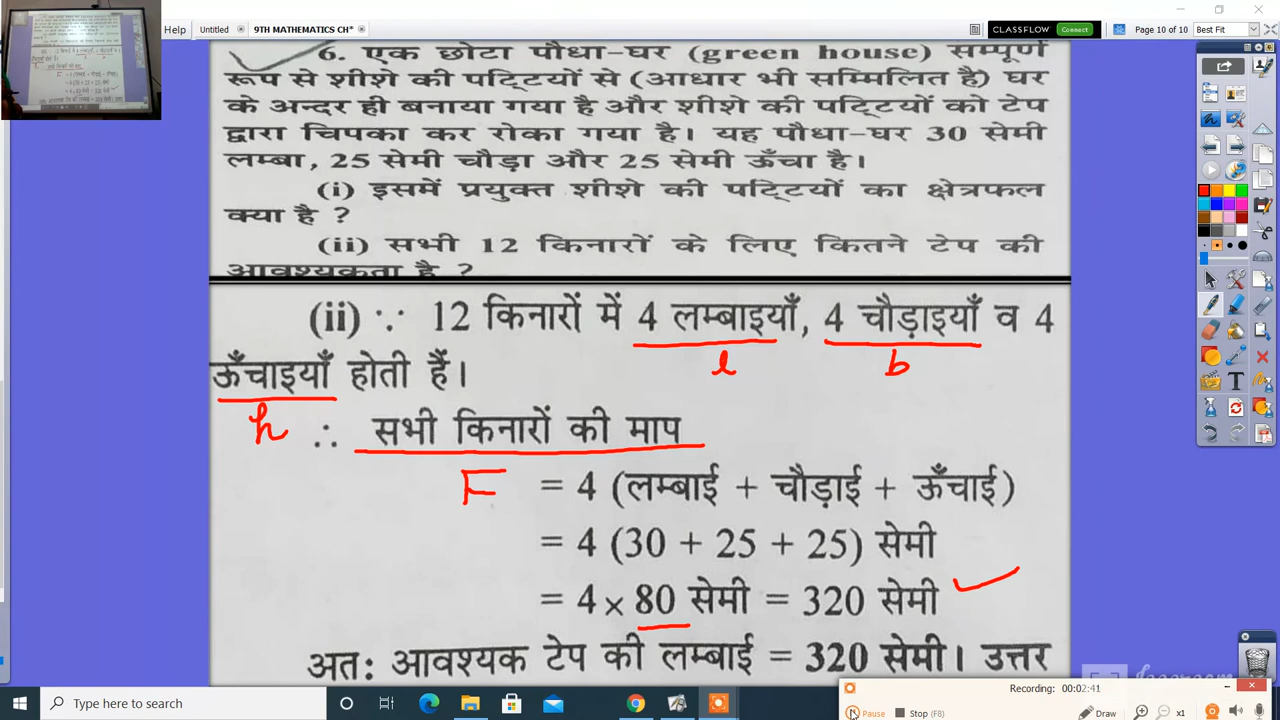 Help
Untitled
9TH MATHEMATICS CH*
CLASSFLOW
Connect
Page 10 of 10
Best Fit
6. एक छोटा पौधा-घर (green house) सम्पूर्ण
रूप से शीशे की पट्टियों से (आधार भी सम्मिलित है) घर
के अन्दर ही बनाया गया है और शीशे की पट्टियों को टेप
द्वारा चिपका कर रोका गया है। यह पौधा-घर 30 सेमी
लम्बा, 25 सेमी चौड़ा और 25 सेमी ऊँचा है।
(i) इसमें प्रयुक्त शीशे की पट्टियों का क्षेत्रफल
क्या है ?
(ii) सभी 12 किनारों के लिए कितने टेप की
आवश्यकता है ?
(ii) ∵ 12 किनारों में 4 लम्बाइयाँ, 4 चौड़ाइयाँ व 4
l b
ऊँचाइयाँ होती हैं।
h ∴ सभी किनारों की माप
F = 4 (लम्बाई + चौड़ाई + ऊँचाई)
= 4 (30 + 25 + 25) सेमी
= 4 × 80 सेमी = 320 सेमी
अतः आवश्यक टेप की लम्बाई = 320 सेमी। उत्तर
Type here to search
Recording: 00:02:41
Pause
Stop (F8)
x1
Draw